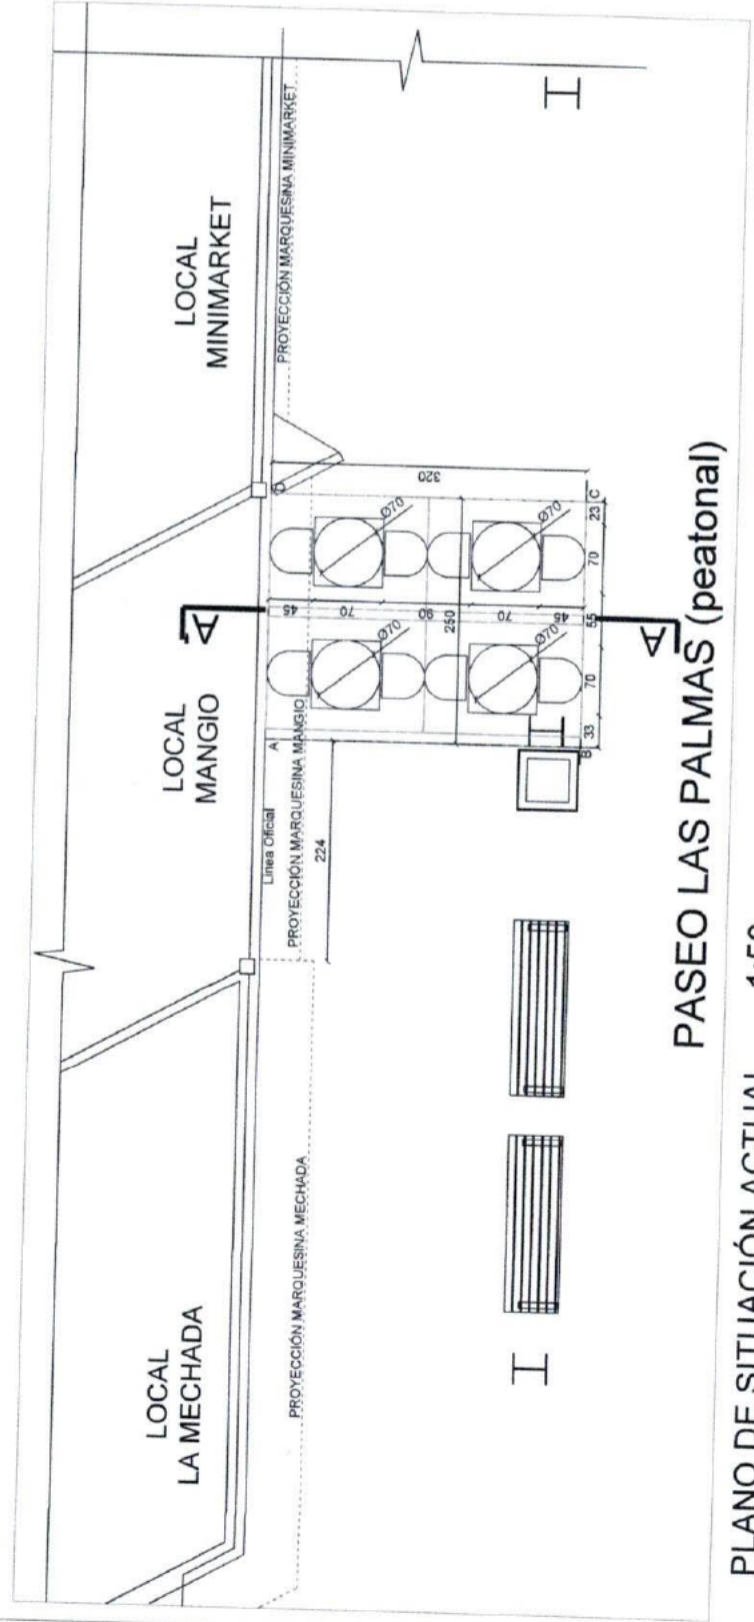 LOCAL
LA MECHADA
LOCAL
MANGIO
LOCAL
MINIMARKET
PROYECCIÓN MARQUESINA MECHADA
Línea Oficial
PROYECCIÓN MARQUESINA MANGIO
PROYECCIÓN MARQUESINA MINIMARKET
224
A
B
C
D
A
A
45
70
90
70
45
320
250
Ø70
Ø70
Ø70
Ø70
33
70
55
70
23
PASEO LAS PALMAS (peatonal)
PLANO DE SITUACIÓN ACTUAL
1:50